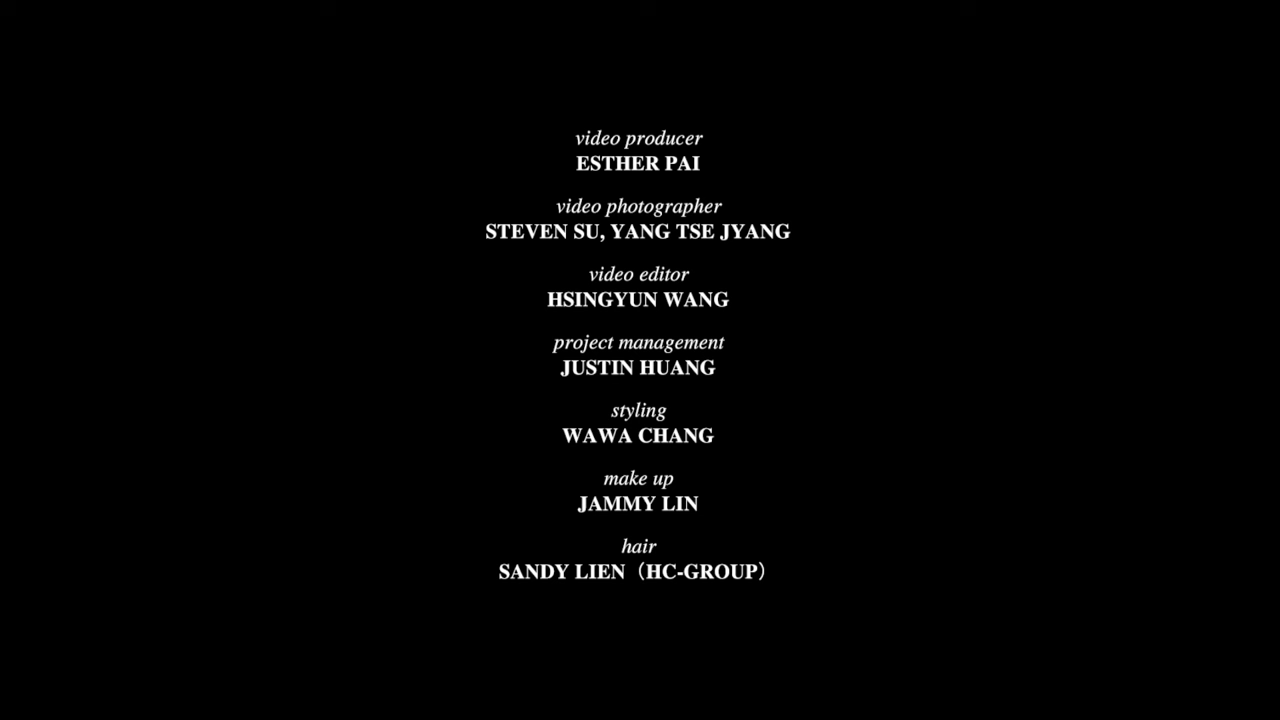 video producer
ESTHER PAI
video photographer
STEVEN SU, YANG TSE JYANG
video editor
HSINGYUN WANG
project management
JUSTIN HUANG
styling
WAWA CHANG
make up
JAMMY LIN
hair
SANDY LIEN（HC-GROUP）